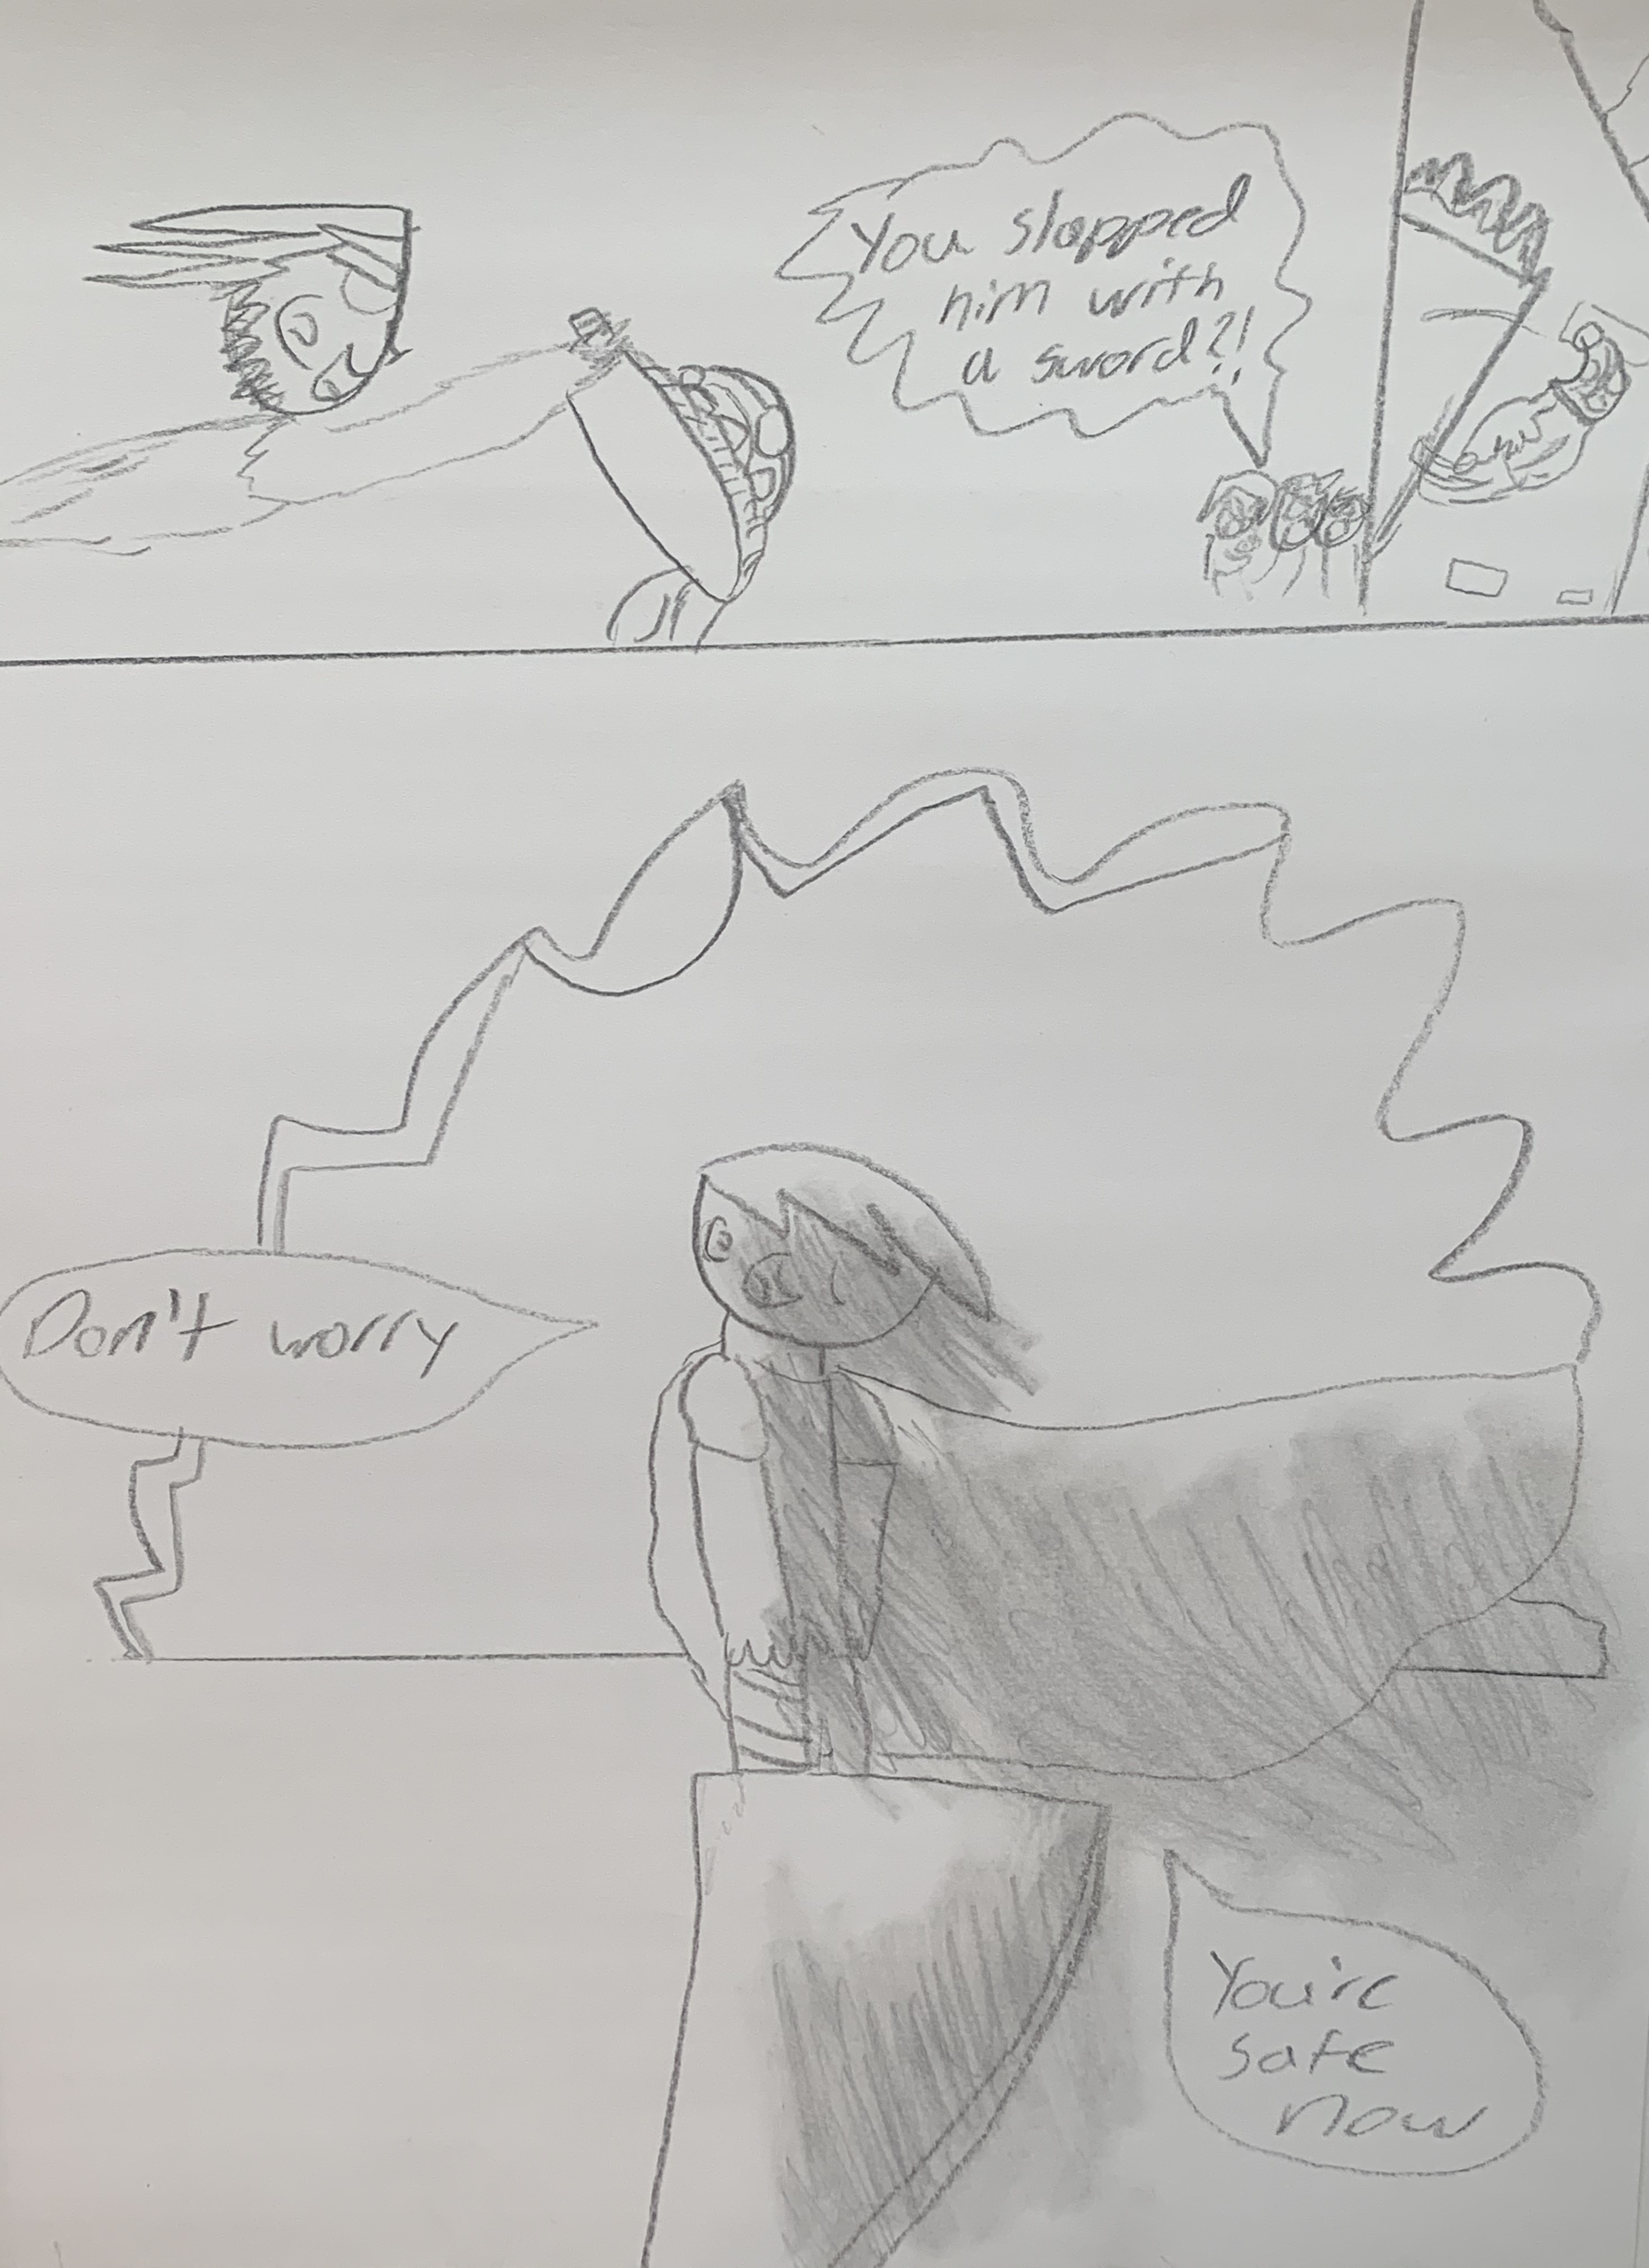 You slapped
him with
a sword?!
Don't worry
You're
safe
now